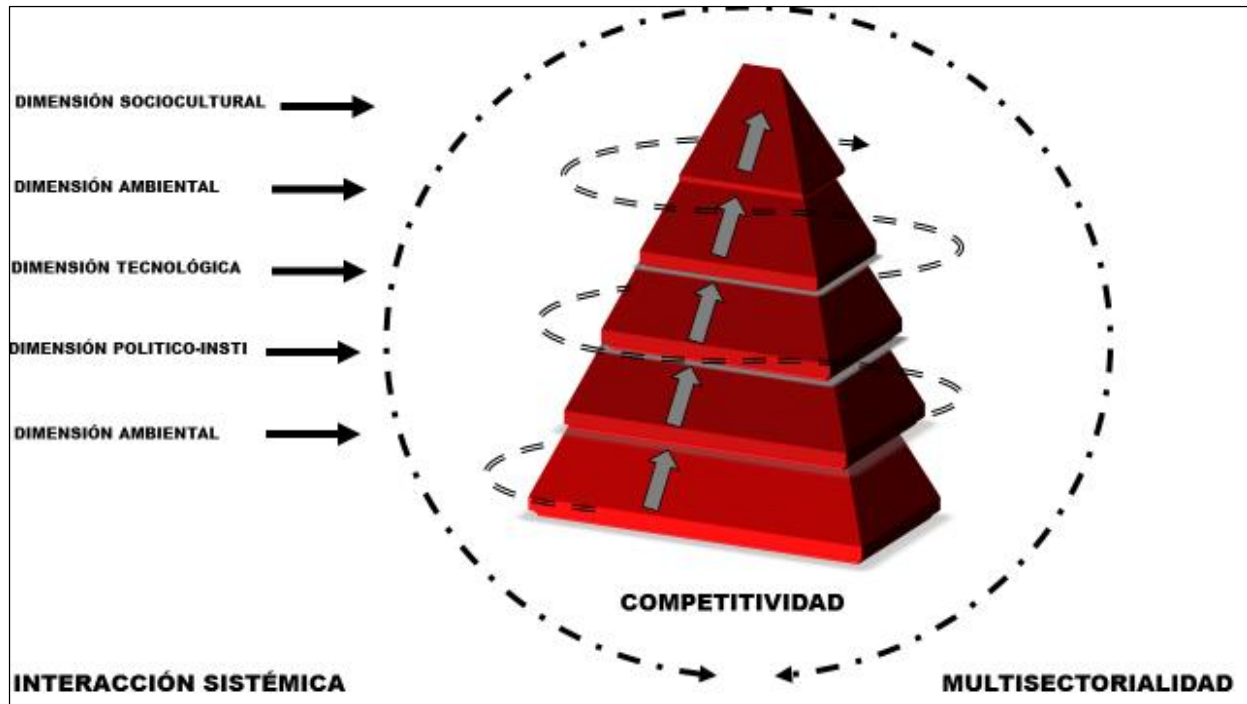 DIMENSIÓN SOCIOCULTURAL
DIMENSIÓN AMBIENTAL
DIMENSIÓN TECNOLÓGICA
DIMENSIÓN POLITICO-INSTI
DIMENSIÓN AMBIENTAL
COMPETITIVIDAD
INTERACCIÓN SISTÉMICA
MULTISECTORIALIDAD